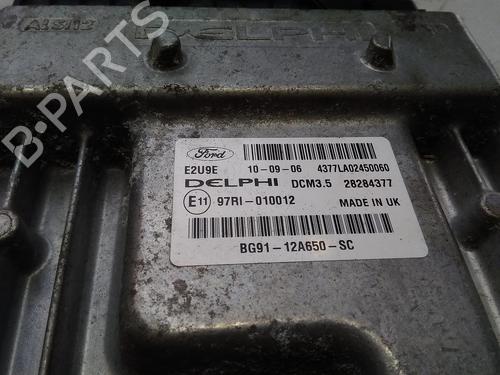 AlSi12 DELPHI
B-PARTS
Ford
E2U9E 10-09-06 4377LA02450060
DELPHI DCM3.5 28284377
E11 97RI-010012 MADE IN UK
BG91-12A650-SC